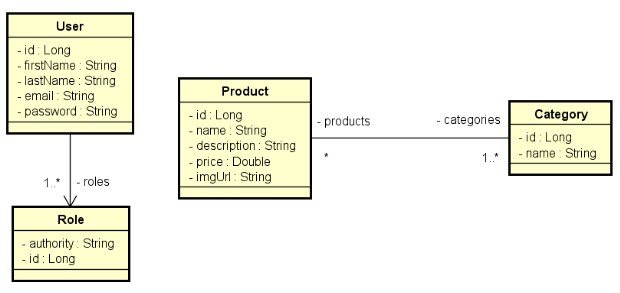 User
- id : Long
- firstName : String
- lastName : String
- email : String
- password : String
1..* - roles
Role
- authority : String
- id : Long
Product
- id : Long
- name : String
- description : String
- price : Double
- imgUrl : String
- products - categories
* 1..*
Category
- id : Long
- name : String